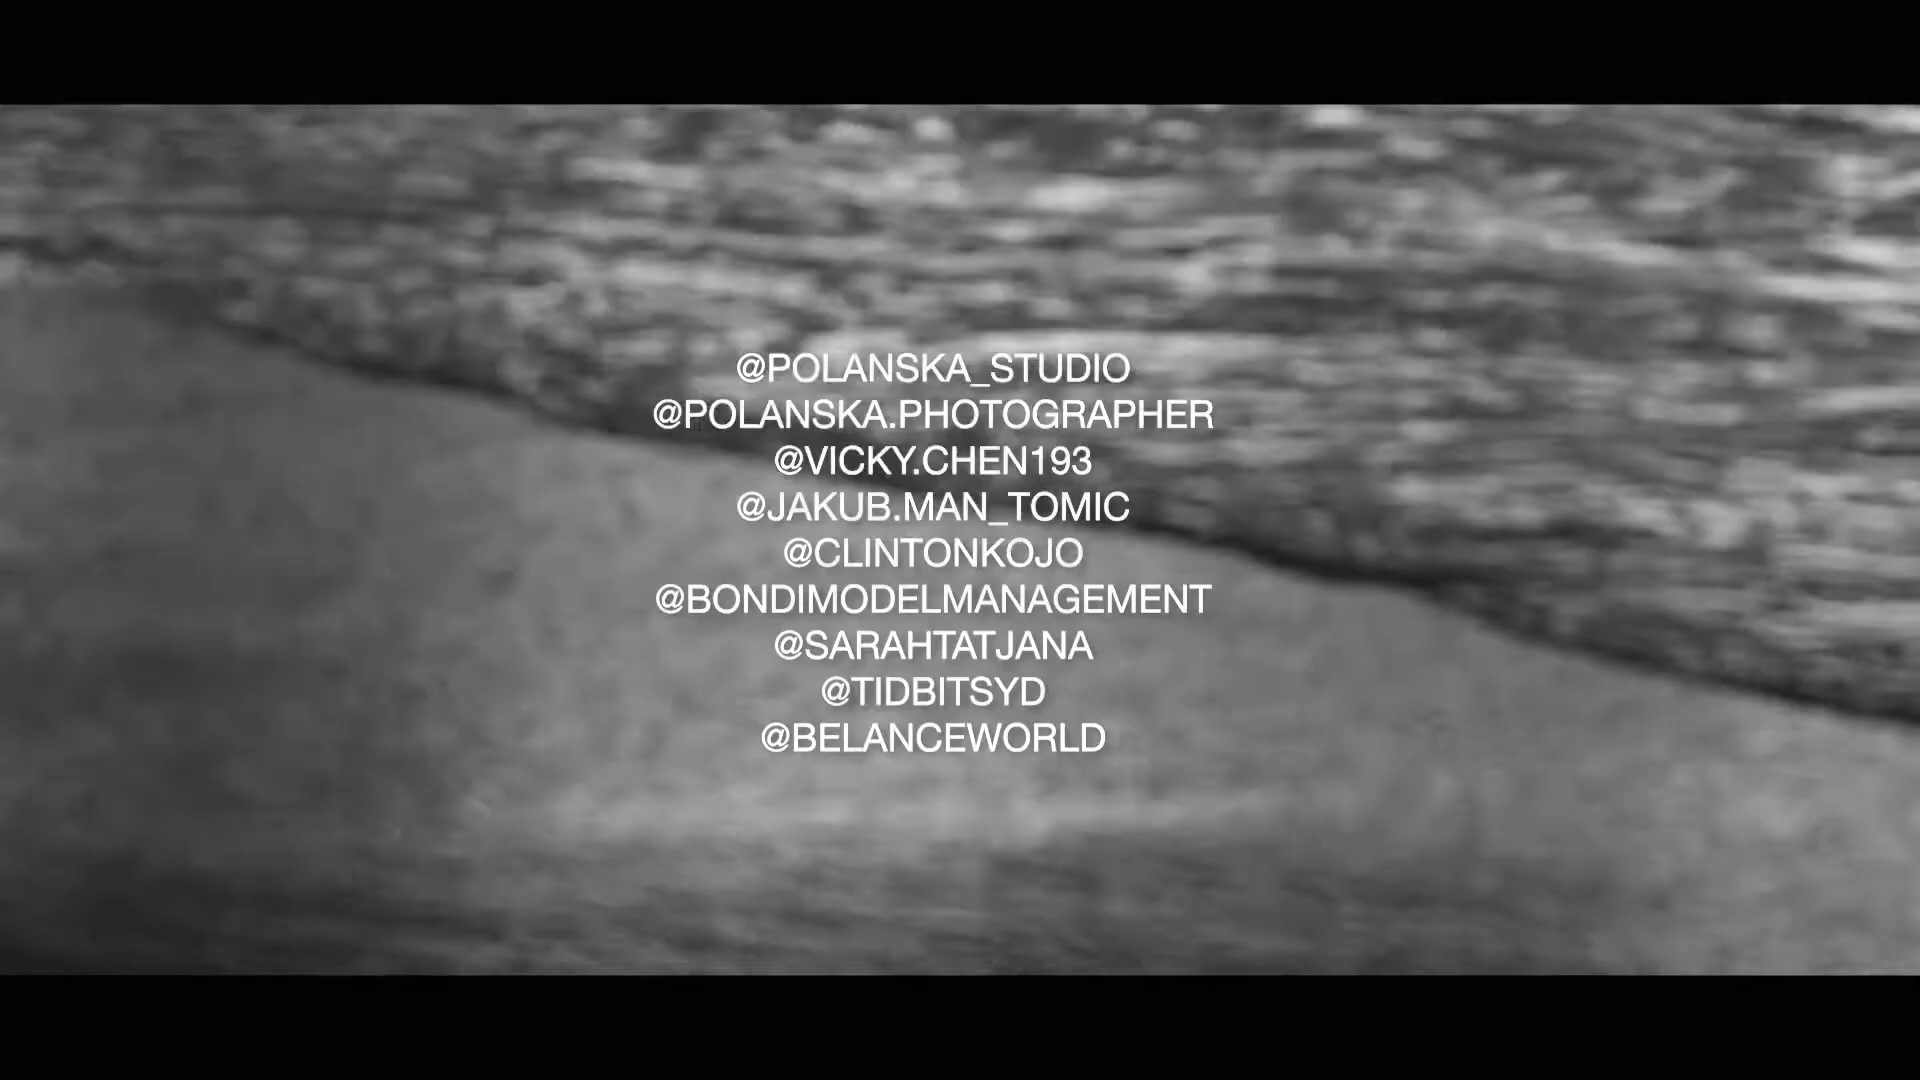 @POLANSKA_STUDIO
@POLANSKA.PHOTOGRAPHER
@VICKY.CHEN193
@JAKUB.MAN_TOMIC
@CLINTONKOJO
@BONDIMODELMANAGEMENT
@SARAHTATJANA
@TIDBITSYD
@BELANCEWORLD